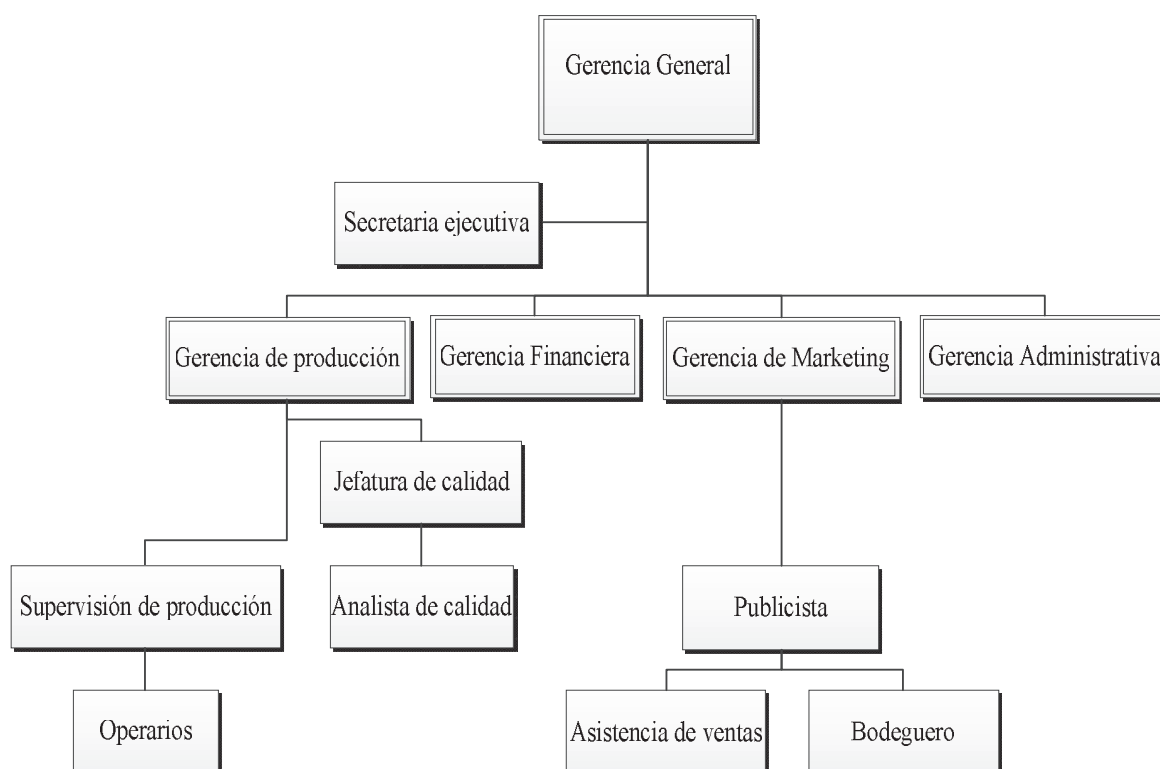 Gerencia General
Secretaria ejecutiva
Gerencia de producción
Gerencia Financiera
Gerencia de Marketing
Gerencia Administrativa
Jefatura de calidad
Supervisión de producción
Analista de calidad
Publicista
Operarios
Asistencia de ventas
Bodeguero